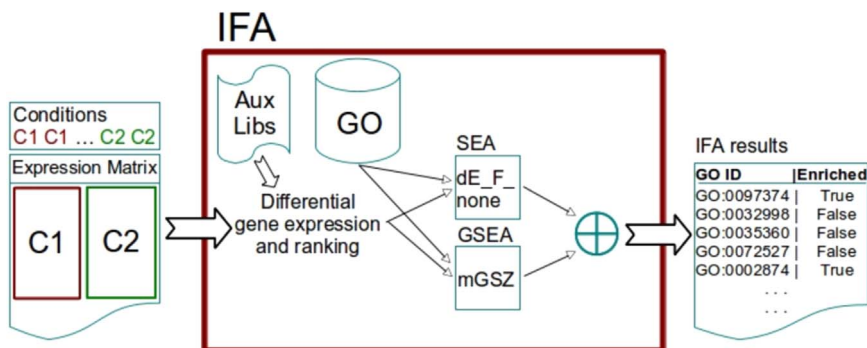 IFA
Conditions
C1 C1 ... C2 C2
Expression Matrix
C1
C2
Aux
Libs
GO
Differential
gene expression
and ranking
SEA
dE_F_
none
GSEA
mGSZ
IFA results
GO ID |Enriched
GO:0097374 | True
GO:0032998 | False
GO:0035360 | False
GO:0072527 | False
GO:0002874 | True
. . .
. . .